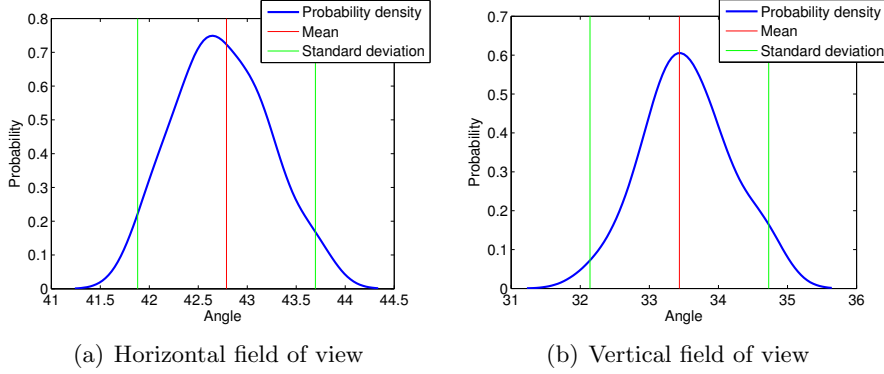 Probability density
Mean
Standard deviation
0.8
0.7
0.6
0.5
0.4
0.3
0.2
0.1
0
Probability
41 41.5 42 42.5 43 43.5 44 44.5
Angle
(a) Horizontal field of view
Probability density
Mean
Standard deviation
0.7
0.6
0.5
0.4
0.3
0.2
0.1
0
Probability
31 32 33 34 35 36
Angle
(b) Vertical field of view